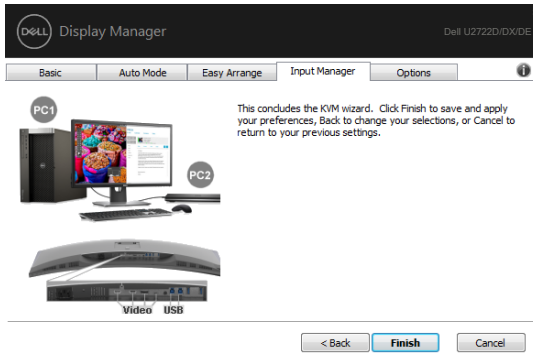 DELL Display Manager
Dell U2722D/DX/DE
Basic
Auto Mode
Easy Arrange
Input Manager
Options
PC1
This concludes the KVM wizard. Click Finish to save and apply
your preferences, Back to change your selections, or Cancel to
return to your previous settings.
PC2
Video USB
< Back
Finish
Cancel